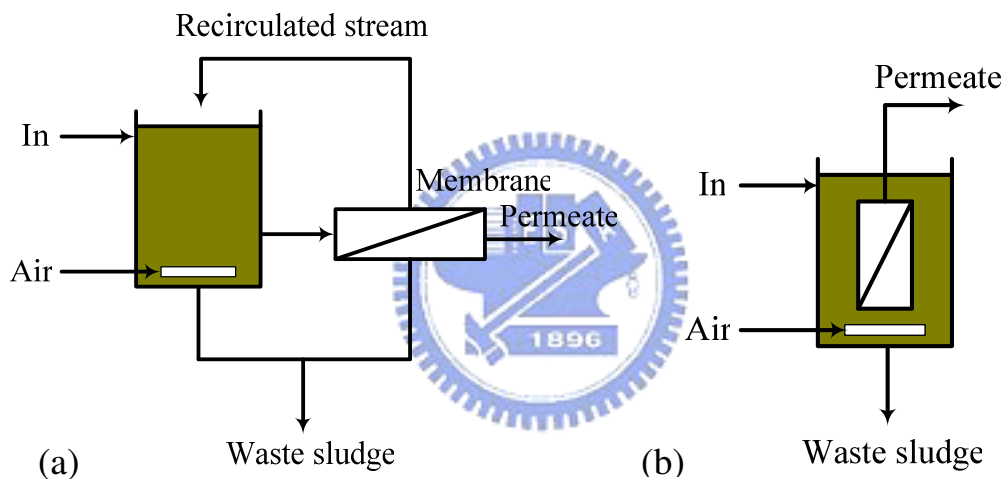 Recirculated stream
In
Membrane
Permeate
Air
1896
Waste sludge
(a)
Permeate
In
Air
Waste sludge
(b)